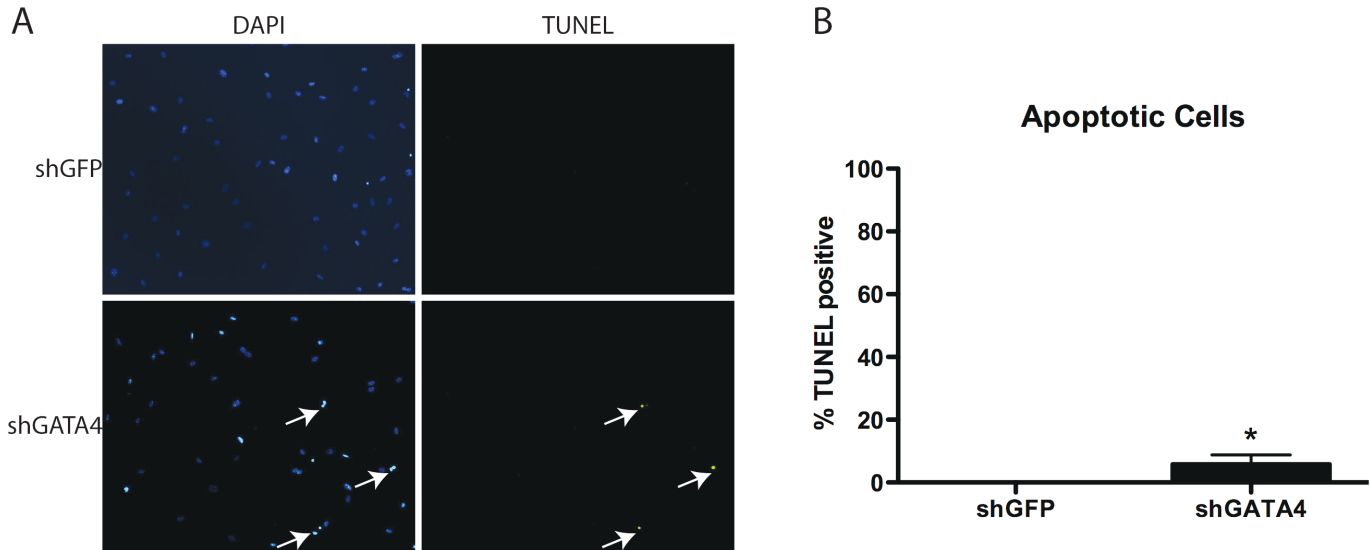 A
DAPI
TUNEL
shGFP
shGATA4
B
Apoptotic Cells
% TUNEL positive
100
80
60
40
20
0
*
shGFP
shGATA4